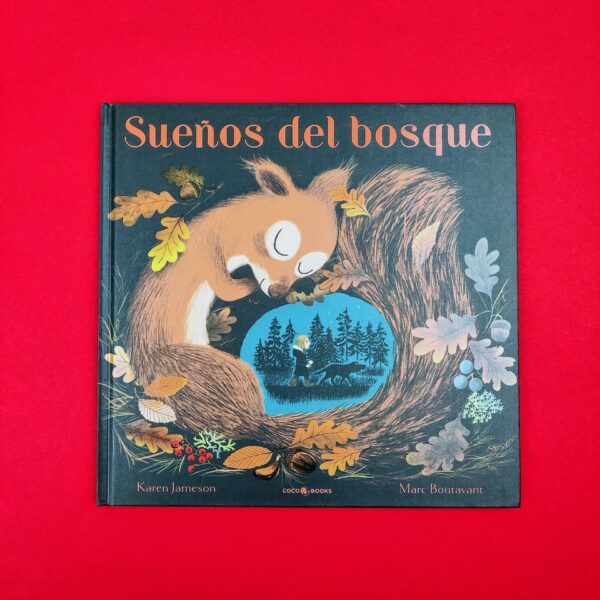 Sueños del bosque
Karen Jameson
COCO BOOKS
Marc Boutavant